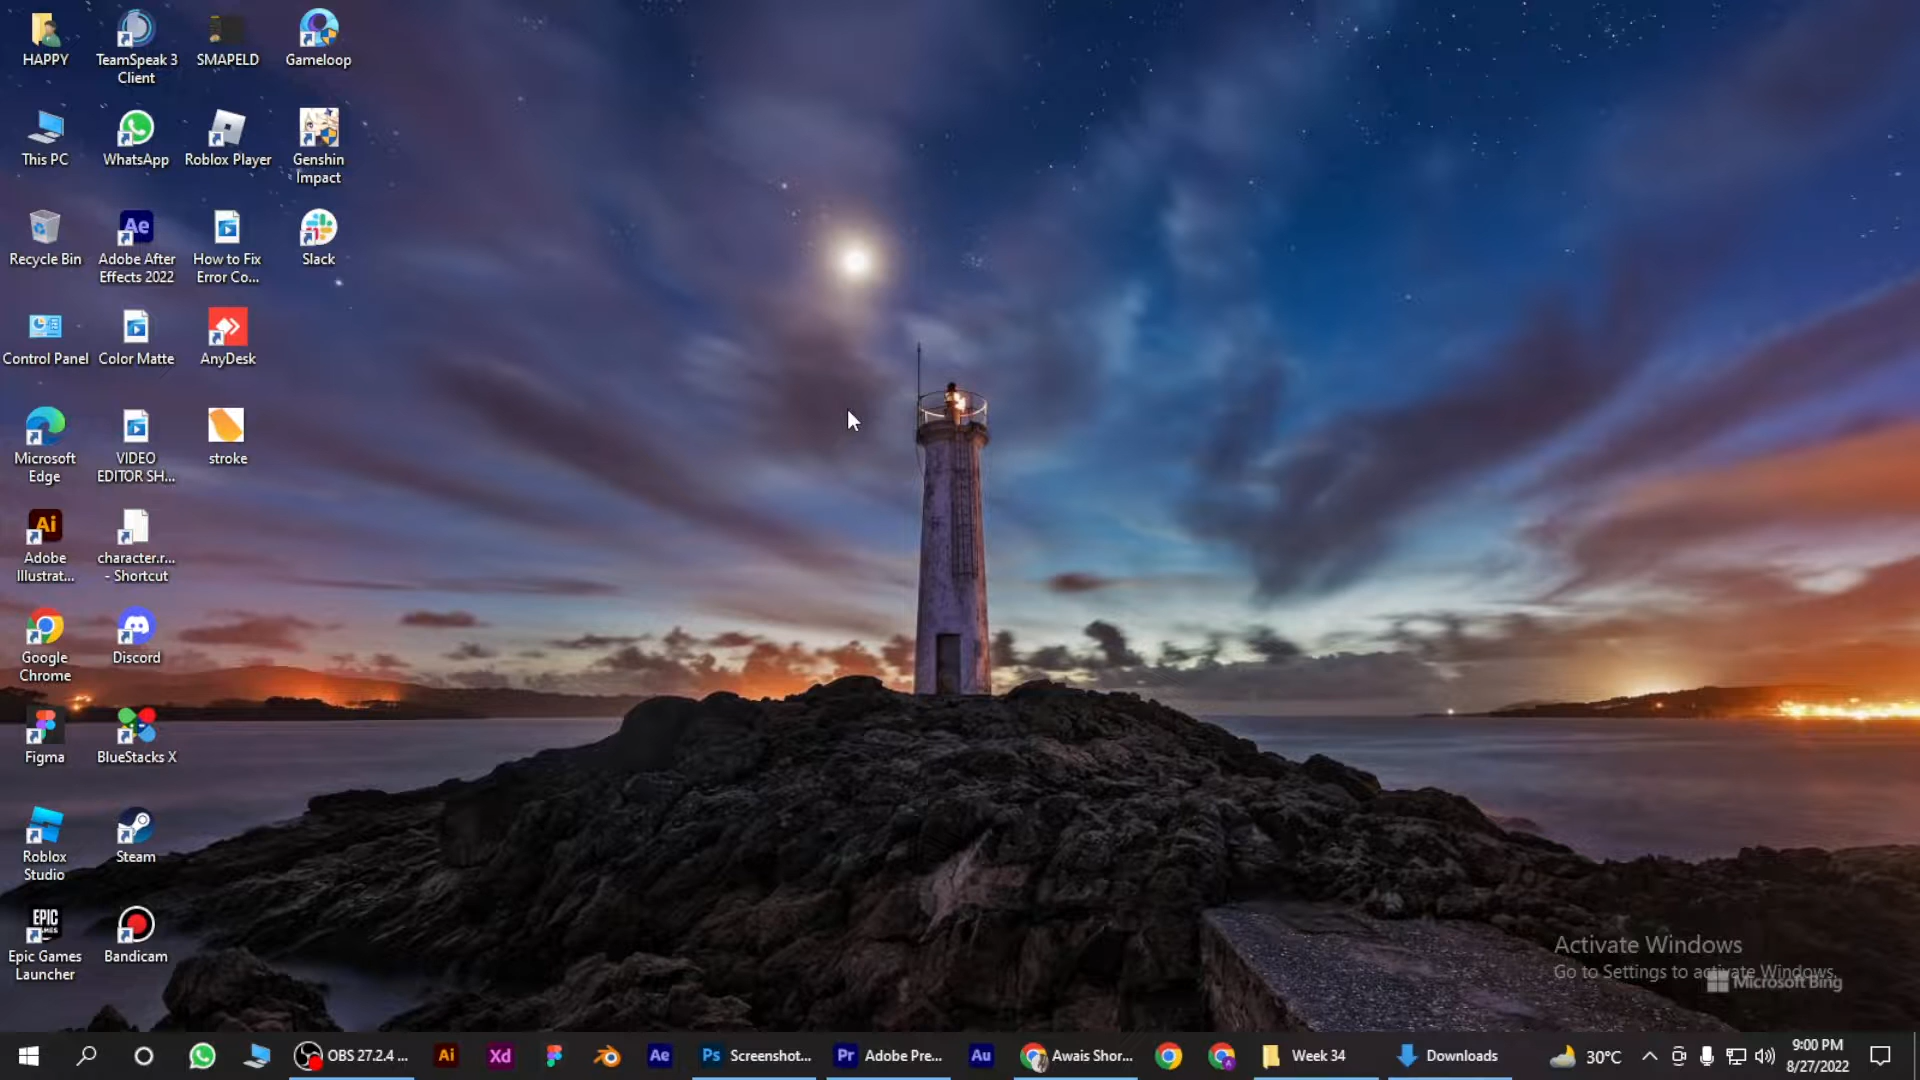 HAPPY
TeamSpeak 3
Client
SMAPELD
Gameloop
This PC
WhatsApp
Roblox Player
Genshin
Impact
Recycle Bin
Ae
Adobe After
Effects 2022
How to Fix
Error Co...
Slack
Control Panel
Color Matte
AnyDesk
Microsoft
Edge
VIDEO
EDITOR SH...
stroke
Ai
Adobe
Illustrat...
character.r...
- Shortcut
Google
Chrome
Discord
Figma
BlueStacks X
Roblox
Studio
Steam
EPIC
GAMES
Epic Games
Launcher
Bandicam
Activate Windows
Go to Settings to activate Windows.
Microsoft Bing
OBS 27.2.4 ...
Ai
Xd
Ae
Ps
Screenshot...
Pr
Adobe Pre...
Au
Awais Shor...
Week 34
Downloads
30°C
9:00 PM
8/27/2022